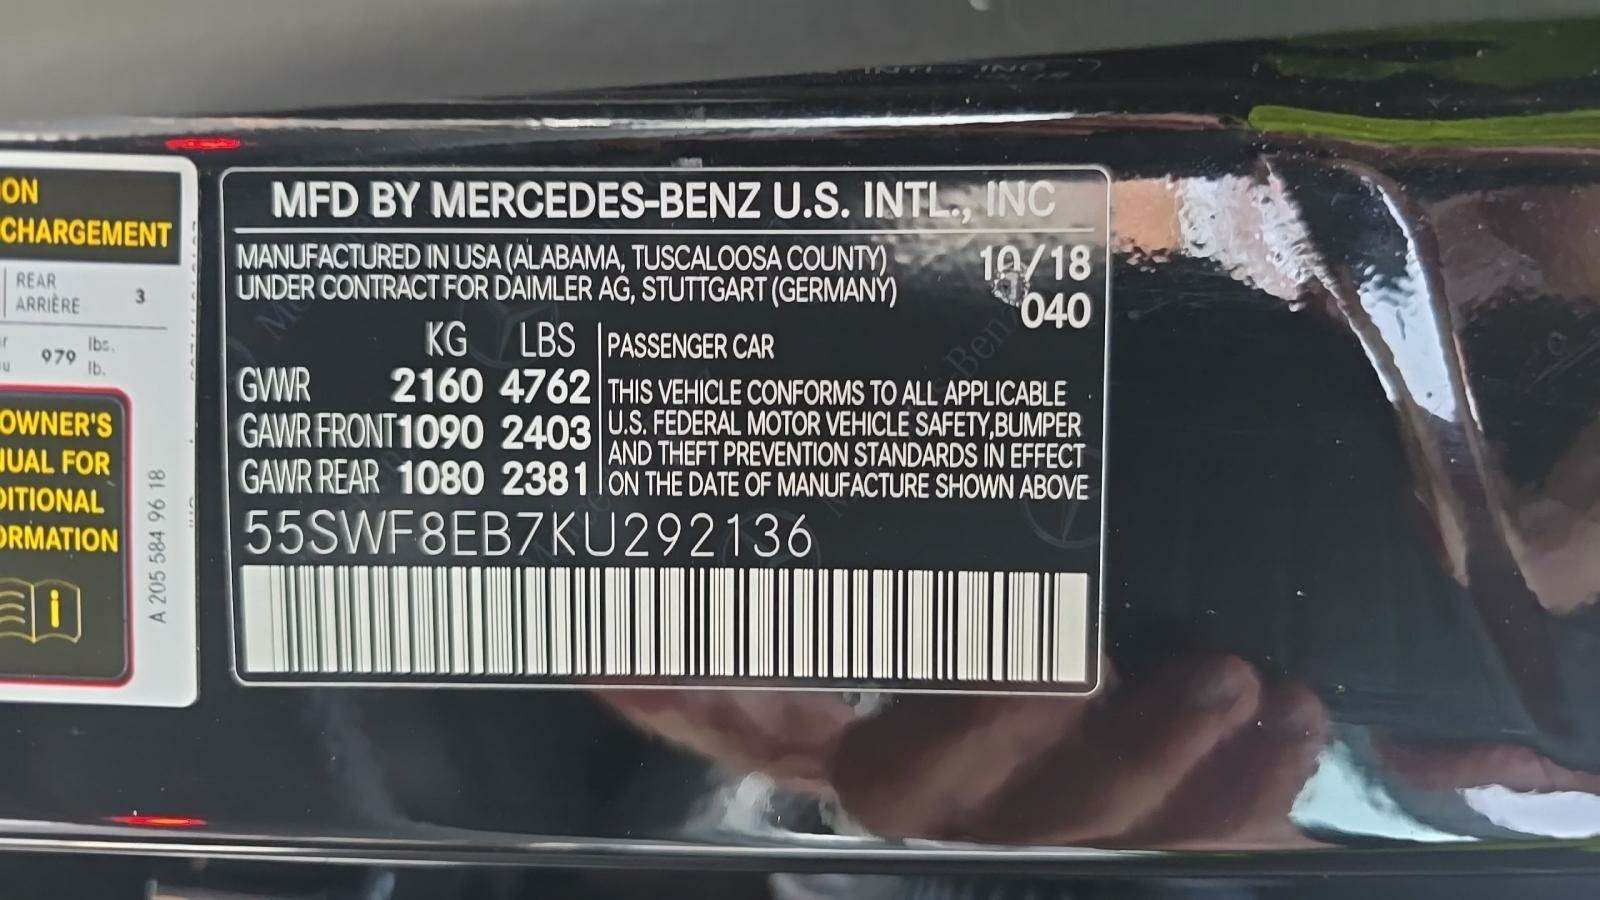 ION
CHARGEMENT
REAR
ARRIÈRE
3
979
lbs.
lb.
OWNER'S
NUAL FOR
DITIONAL
ORMATION
i
A 205 584 96 18
MFD BY MERCEDES-BENZ U.S. INTL., INC
MANUFACTURED IN USA (ALABAMA, TUSCALOOSA COUNTY) 10/18
UNDER CONTRACT FOR DAIMLER AG, STUTTGART (GERMANY)
040
KG LBS
GVWR 2160 4762
GAWR FRONT 1090 2403
GAWR REAR 1080 2381
PASSENGER CAR
THIS VEHICLE CONFORMS TO ALL APPLICABLE
U.S. FEDERAL MOTOR VEHICLE SAFETY,BUMPER
AND THEFT PREVENTION STANDARDS IN EFFECT
ON THE DATE OF MANUFACTURE SHOWN ABOVE
55SWF8EB7KU292136